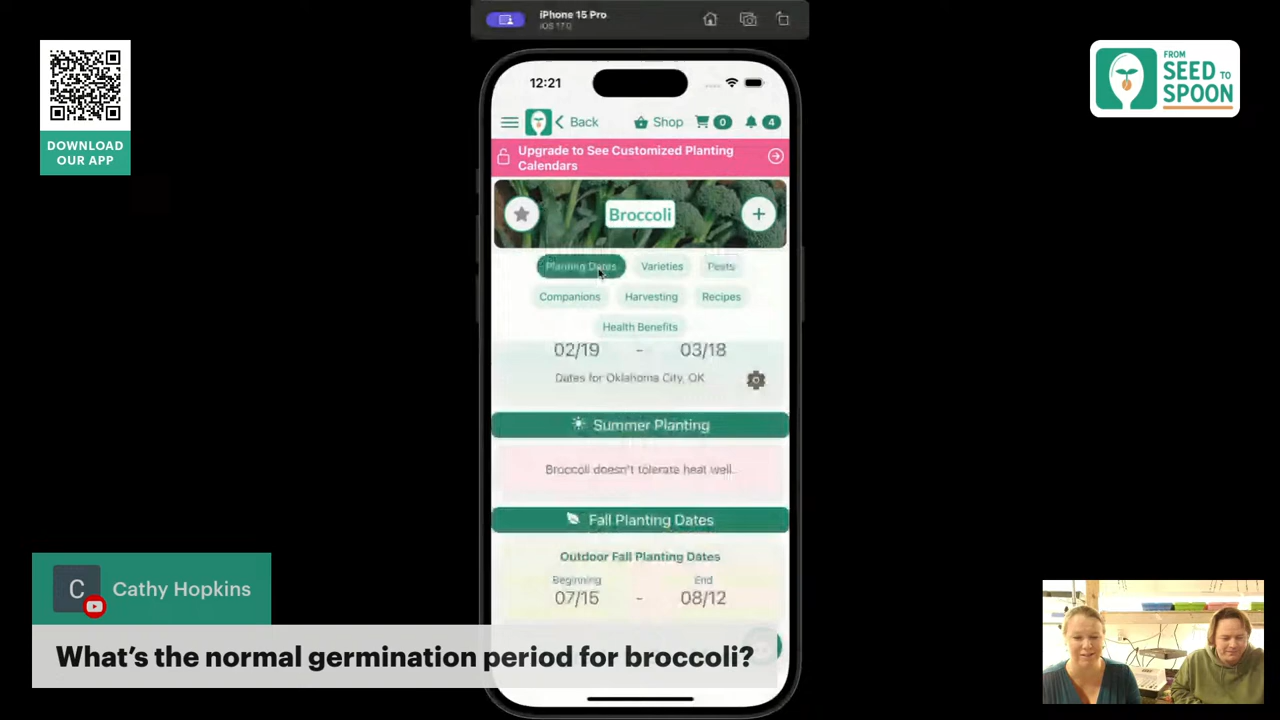 iPhone 15 Pro
iOS 17.0
DOWNLOAD
OUR APP
FROM
SEED TO
SPOON
12:21
Back
Shop
0
4
Upgrade to See Customized Planting
Calendars
Broccoli
Planting Dates
Varieties
Pests
Companions
Harvesting
Recipes
Health Benefits
02/19 - 03/18
Dates for Oklahoma City, OK
Summer Planting
Broccoli doesn't tolerate heat well.
Fall Planting Dates
Outdoor Fall Planting Dates
Beginning End
07/15 - 08/12
C
Cathy Hopkins
What's the normal germination period for broccoli?